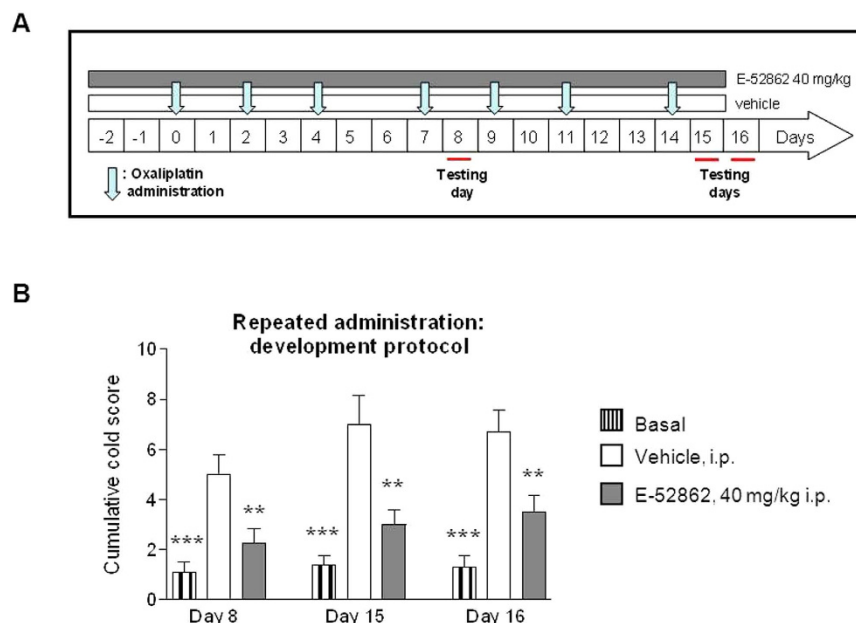 A
E-52862 40 mg/kg
vehicle
-2 -1 0 1 2 3 4 5 6 7 8 9 10 11 12 13 14 15 16 Days
: Oxaliplatin
administration
Testing
day
Testing
days
B
Repeated administration:
development protocol
Cumulative cold score
10
8
6
4
2
0
*** ** *** ** *** **
Day 8 Day 15 Day 16
Basal
Vehicle, i.p.
E-52862, 40 mg/kg i.p.